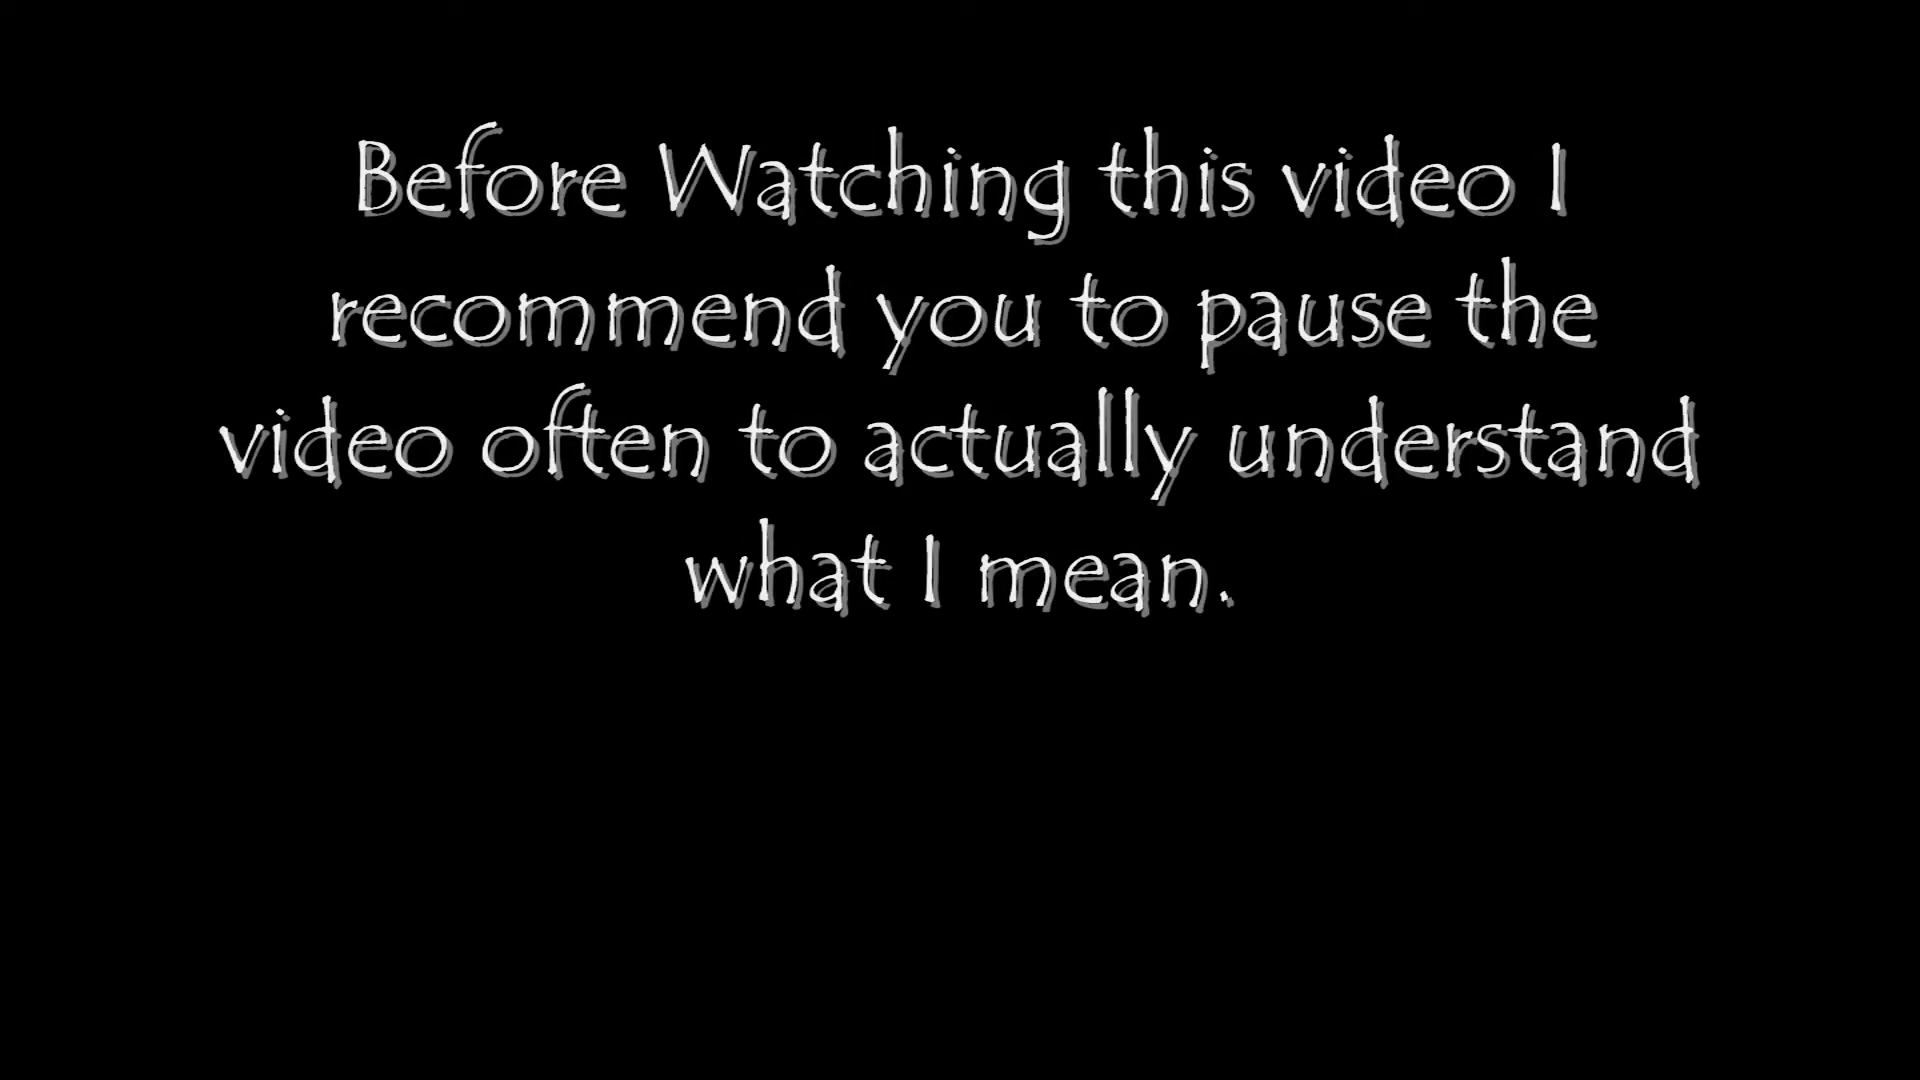 Before Watching this video I
recommend you to pause the
video often to actually understand
what I mean.